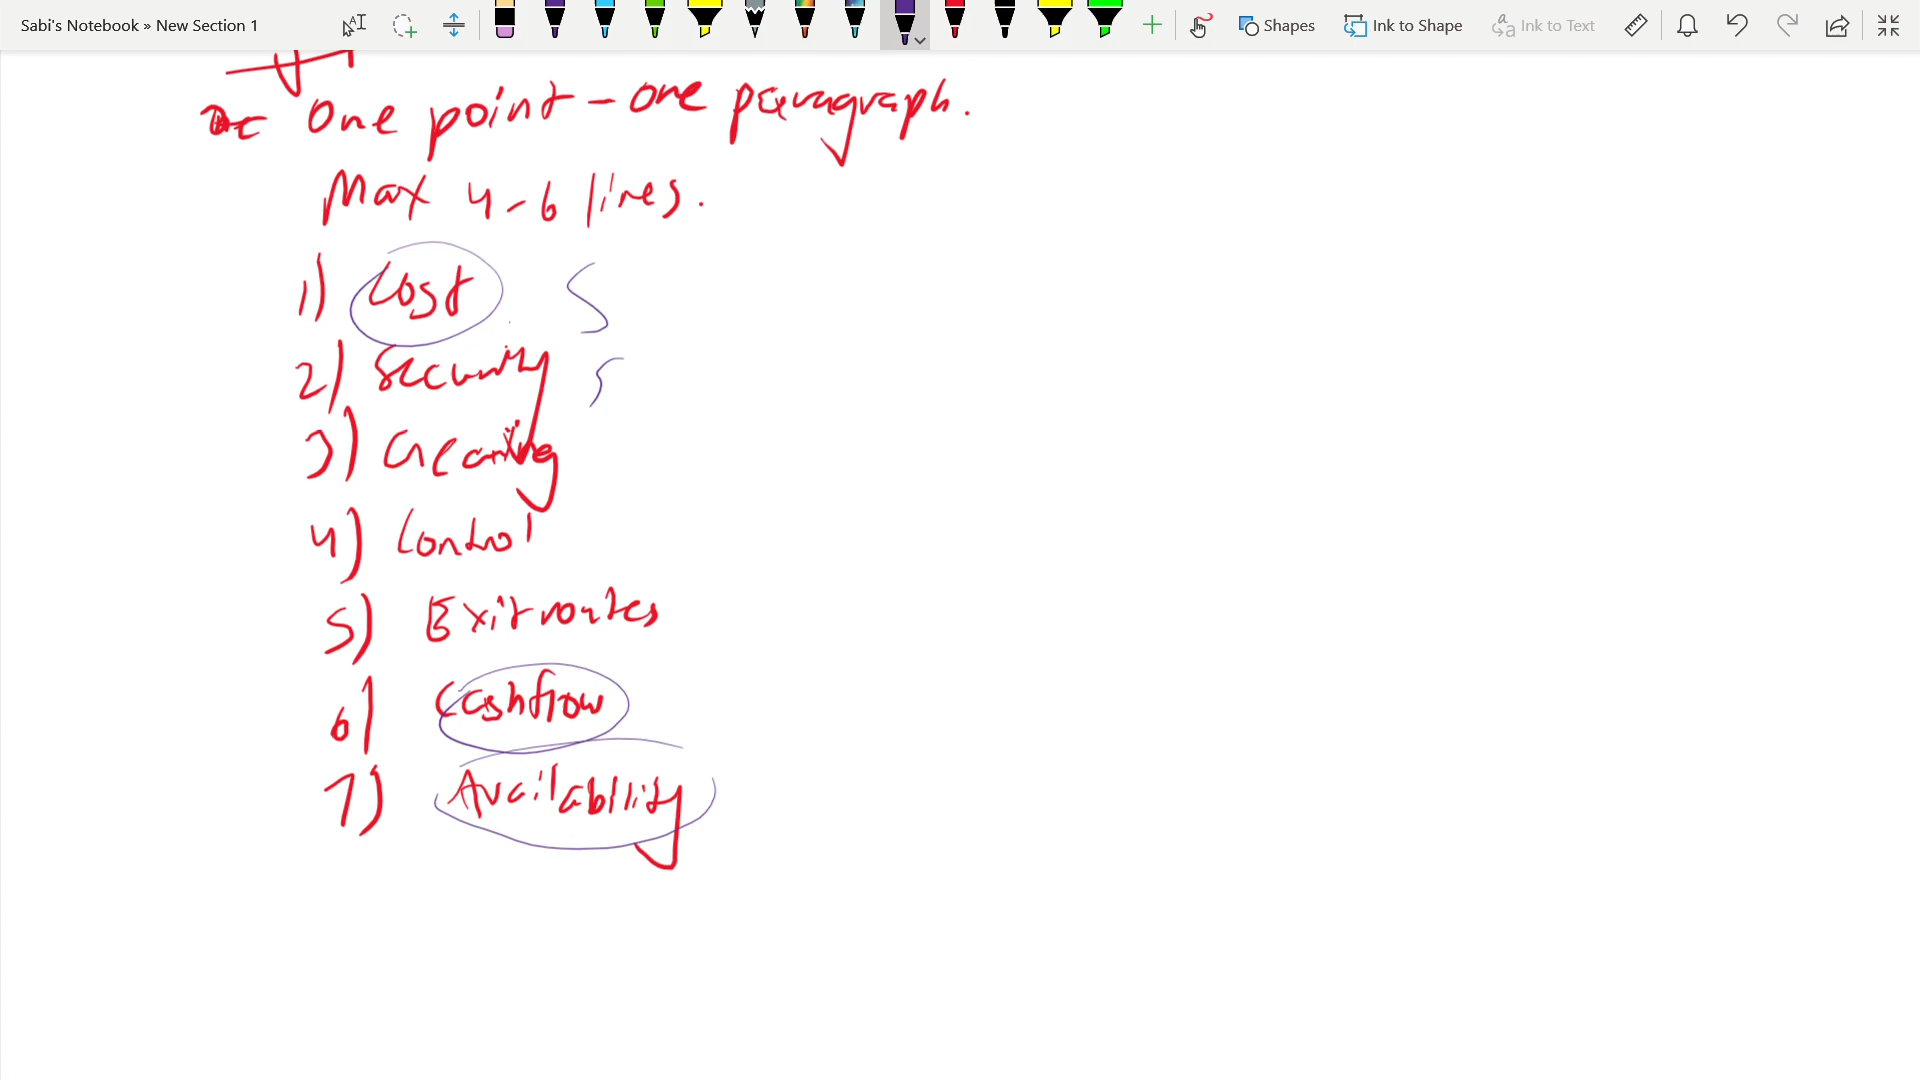 Sabi's Notebook » New Section 1
Shapes
Ink to Shape
Ink to Text
One point - one paragraph.
Max 4-6 lines.
1) Cost S
2) Security
3) Gearing
4) Control
5) Exit routes
6) Cashflow
7) Availability